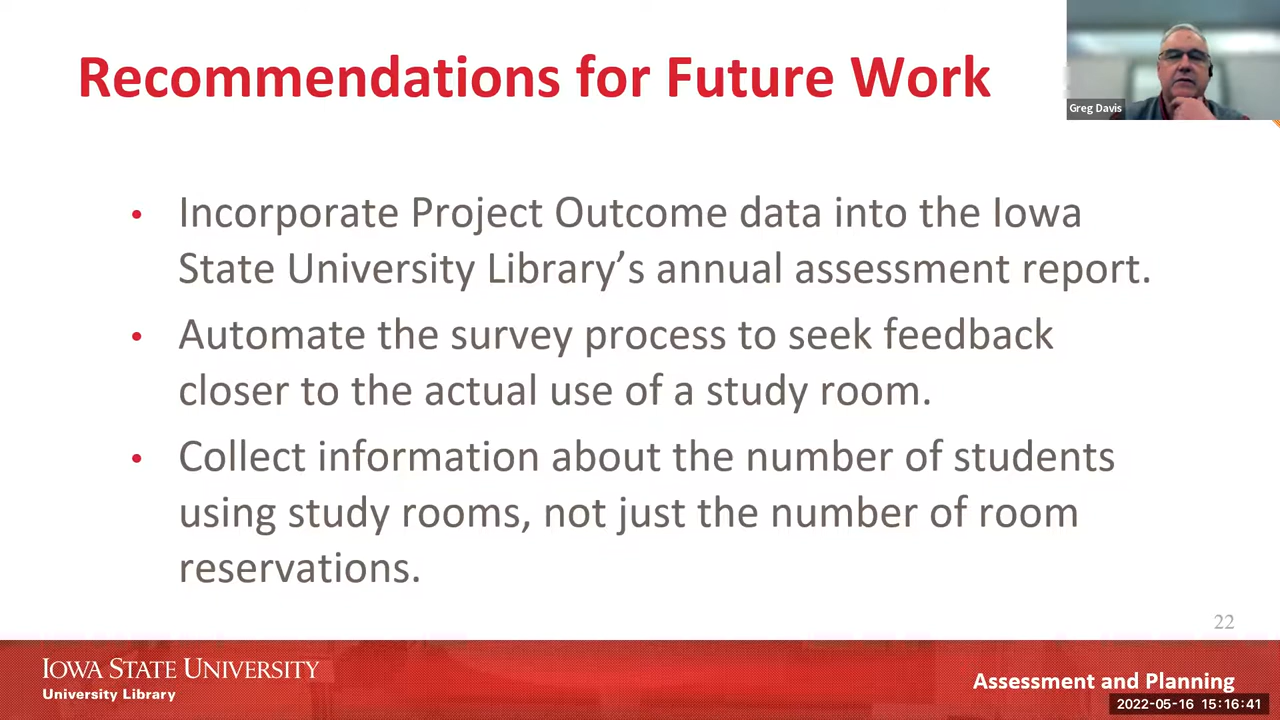 Recommendations for Future Work
Greg Davis
• Incorporate Project Outcome data into the Iowa
State University Library’s annual assessment report.
• Automate the survey process to seek feedback
closer to the actual use of a study room.
• Collect information about the number of students
using study rooms, not just the number of room
reservations.
22
IOWA STATE UNIVERSITY
University Library
Assessment and Planning
2022-05-16 15:16:41